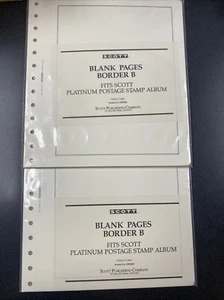 SCOTT
BLANK PAGES
BORDER B
FITS SCOTT
PLATINUM POSTAGE STAMP ALBUM
SCOTT PUBLISHING COMPANY
SCOTT
BLANK PAGES
BORDER B
FITS SCOTT
PLATINUM POSTAGE STAMP ALBUM
SCOTT PUBLISHING COMPANY